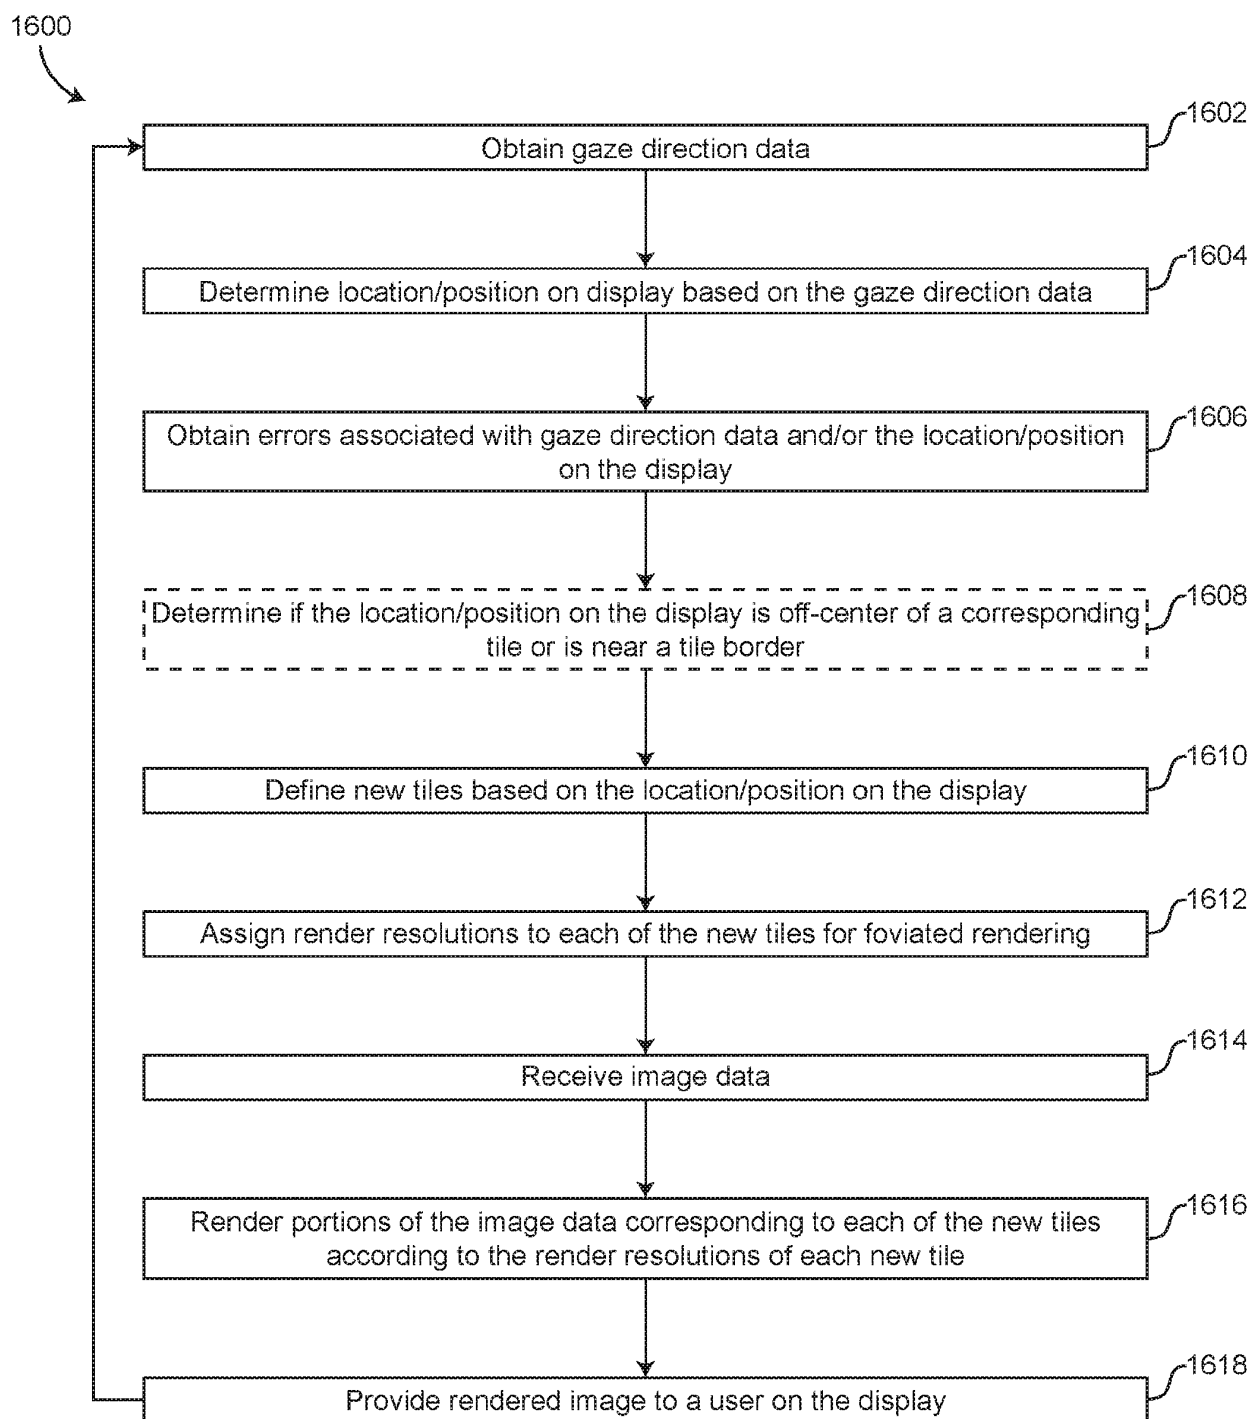 1600
1602
Obtain gaze direction data
1604
Determine location/position on display based on the gaze direction data
1606
Obtain errors associated with gaze direction data and/or the location/position
on the display
1608
Determine if the location/position on the display is off-center of a corresponding
tile or is near a tile border
1610
Define new tiles based on the location/position on the display
1612
Assign render resolutions to each of the new tiles for foviated rendering
1614
Receive image data
1616
Render portions of the image data corresponding to each of the new tiles
according to the render resolutions of each new tile
1618
Provide rendered image to a user on the display